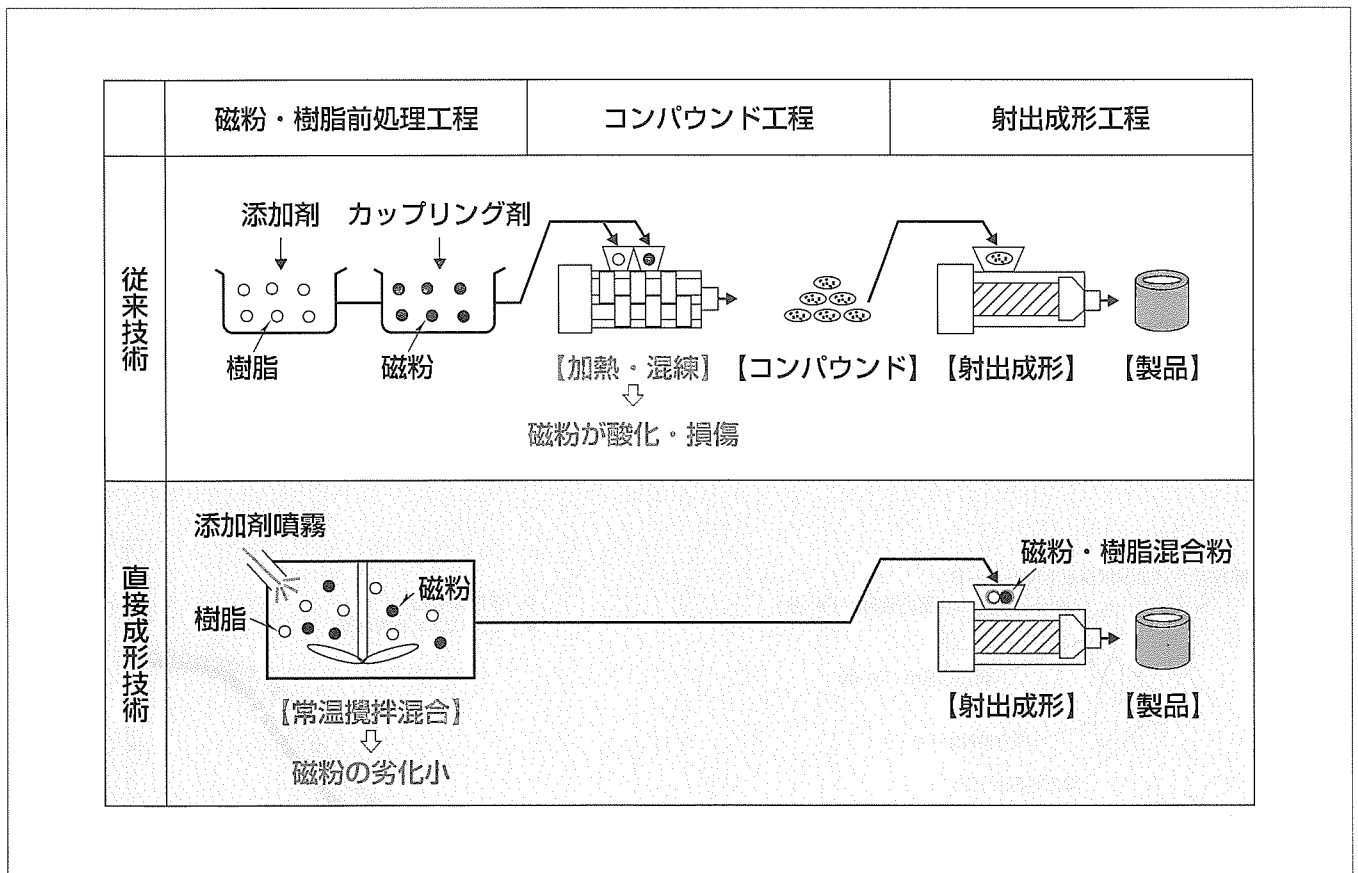 磁粉・樹脂前処理工程
コンパウンド工程
射出成形工程
従来技術
添加剤
カップリング剤
樹脂
磁粉
【加熱・混練】
【コンパウンド】
【射出成形】
【製品】
磁粉が酸化・損傷
直接成形技術
添加剤噴霧
樹脂
磁粉
磁粉・樹脂混合粉
【常温攪拌混合】
【射出成形】
【製品】
磁粉の劣化小